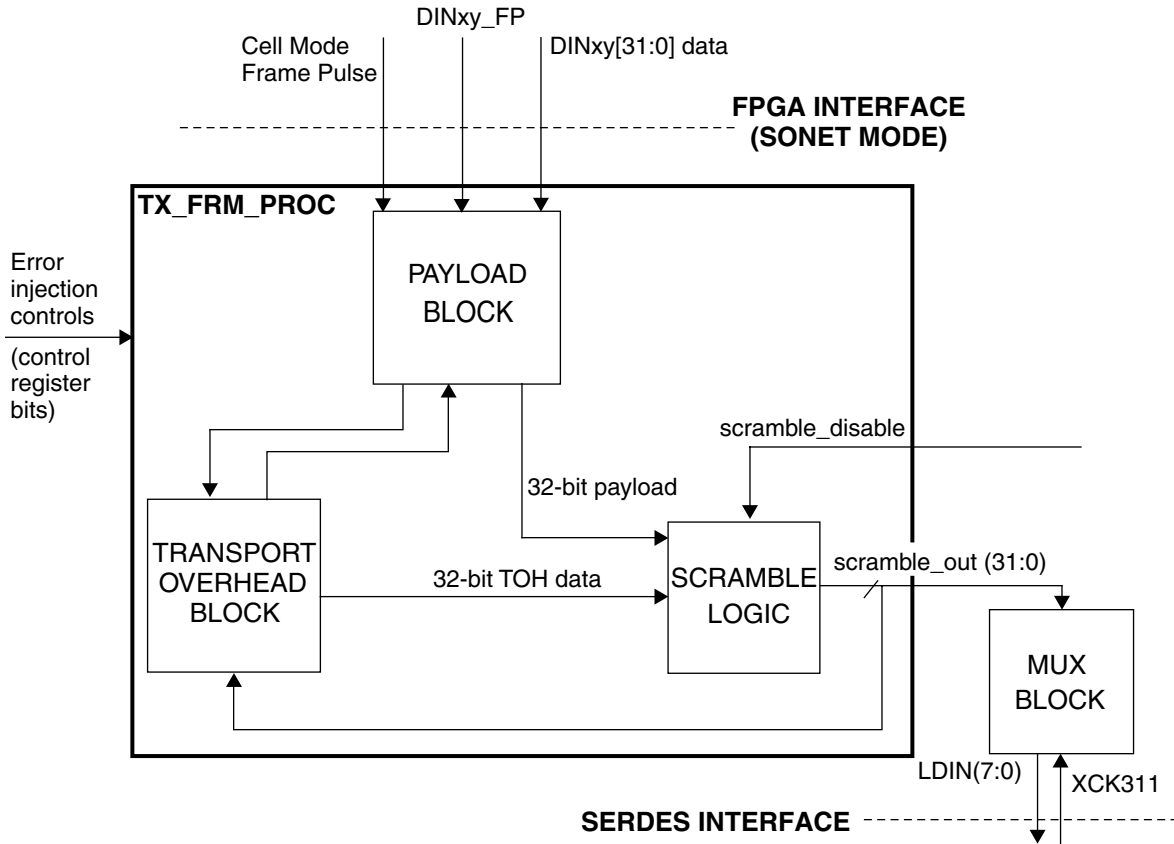 DINxy_FP
Cell Mode
Frame Pulse
DINxy[31:0] data
FPGA INTERFACE
(SONET MODE)
TX_FRM_PROC
PAYLOAD
BLOCK
Error
injection
controls
(control
register
bits)
scramble_disable
32-bit payload
TRANSPORT
OVERHEAD
BLOCK
32-bit TOH data
SCRAMBLE
LOGIC
scramble_out (31:0)
MUX
BLOCK
LDIN(7:0)
XCK311
SERDES INTERFACE